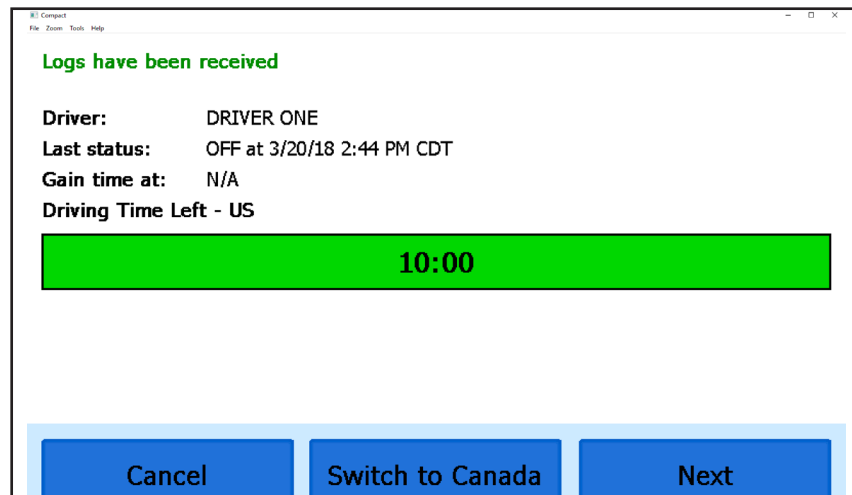 Compact
File Zoom Tools Help
Logs have been received
Driver: DRIVER ONE
Last status: OFF at 3/20/18 2:44 PM CDT
Gain time at: N/A
Driving Time Left - US
10:00
Cancel Switch to Canada Next